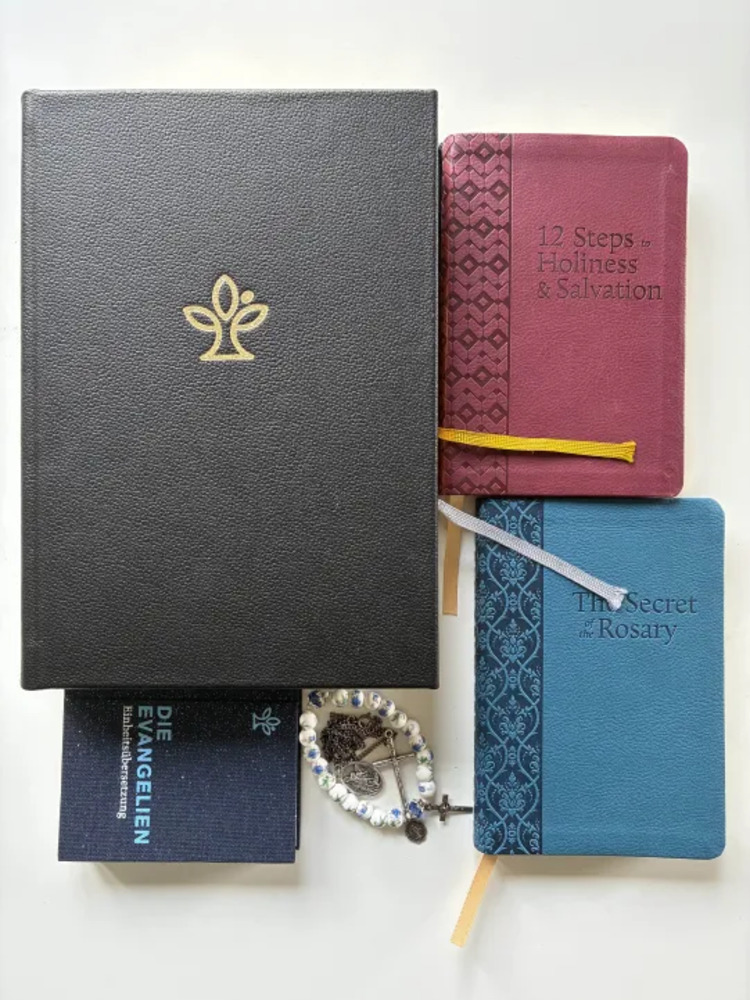 12 Steps to
Holiness
& Salvation
The Secret
of the Rosary
DIE
EVANGELIEN
Einheitsübersetzung